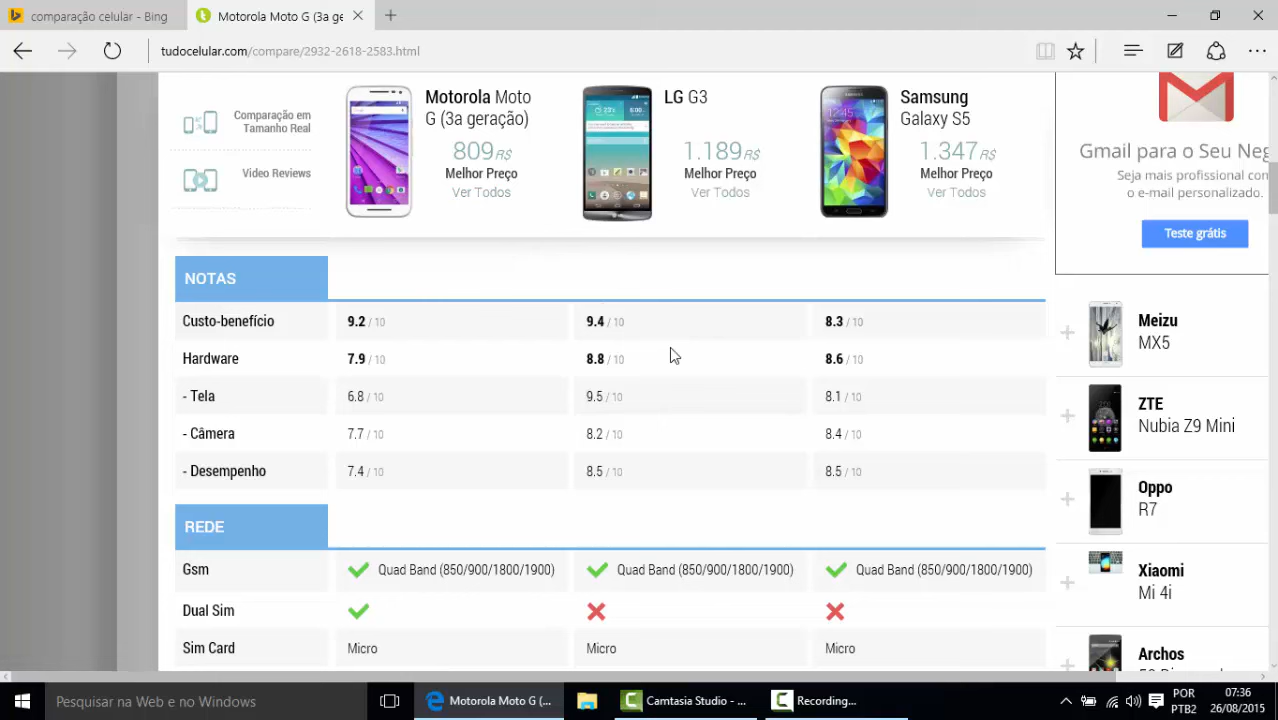 comparação celular - Bing
Motorola Moto G (3a ge
tudocelular.com/compare/2932-2618-2583.html
Comparação em
Tamanho Real
Video Reviews
Motorola Moto
G (3a geração)
809 R$
Melhor Preço
Ver Todos
LG G3
1.189 R$
Melhor Preço
Ver Todos
Samsung
Galaxy S5
1.347 R$
Melhor Preço
Ver Todos
Gmail para o Seu Neg
Seja mais profissional com
o e-mail personalizado.
Teste grátis
NOTAS
Custo-benefício 9.2 / 10 9.4 / 10 8.3 / 10
Hardware 7.9 / 10 8.8 / 10 8.6 / 10
- Tela 6.8 / 10 9.5 / 10 8.1 / 10
- Câmera 7.7 / 10 8.2 / 10 8.4 / 10
- Desempenho 7.4 / 10 8.5 / 10 8.5 / 10
REDE
Gsm Quad Band (850/900/1800/1900) Quad Band (850/900/1800/1900) Quad Band (850/900/1800/1900)
Dual Sim
Sim Card Micro Micro Micro
Meizu
MX5
ZTE
Nubia Z9 Mini
Oppo
R7
Xiaomi
Mi 4i
Archos
Pesquisar na Web e no Windows
Motorola Moto G (...
Camtasia Studio - ...
Recording...
POR
PTB2
07:36
26/08/2015